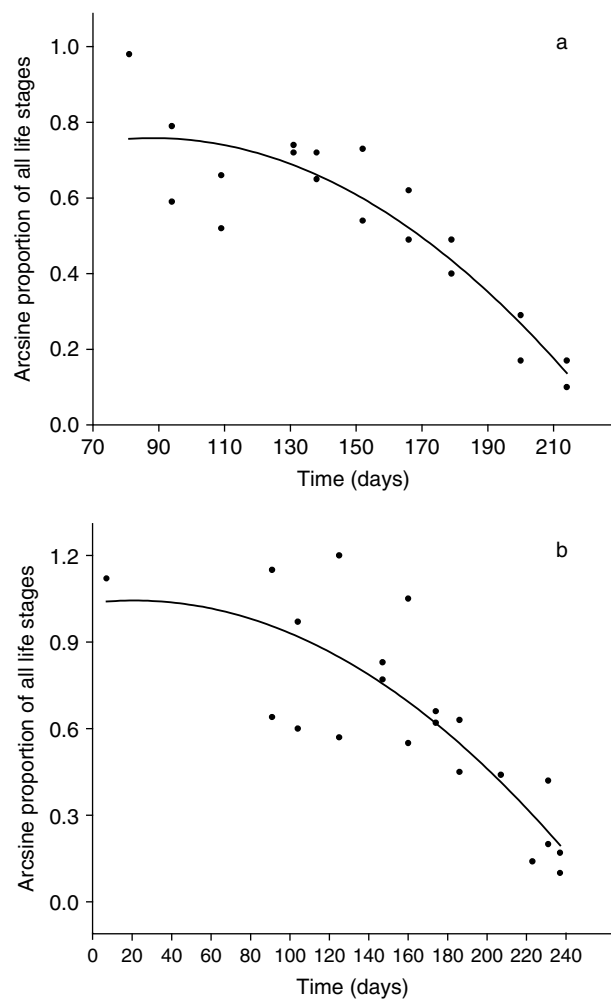 a
Arcsine proportion of all life stages
1.0
0.8
0.6
0.4
0.2
0.0
70 90 110 130 150 170 190 210
Time (days)
b
Arcsine proportion of all life stages
1.2
0.9
0.6
0.3
0.0
0 20 40 60 80 100 120 140 160 180 200 220 240
Time (days)